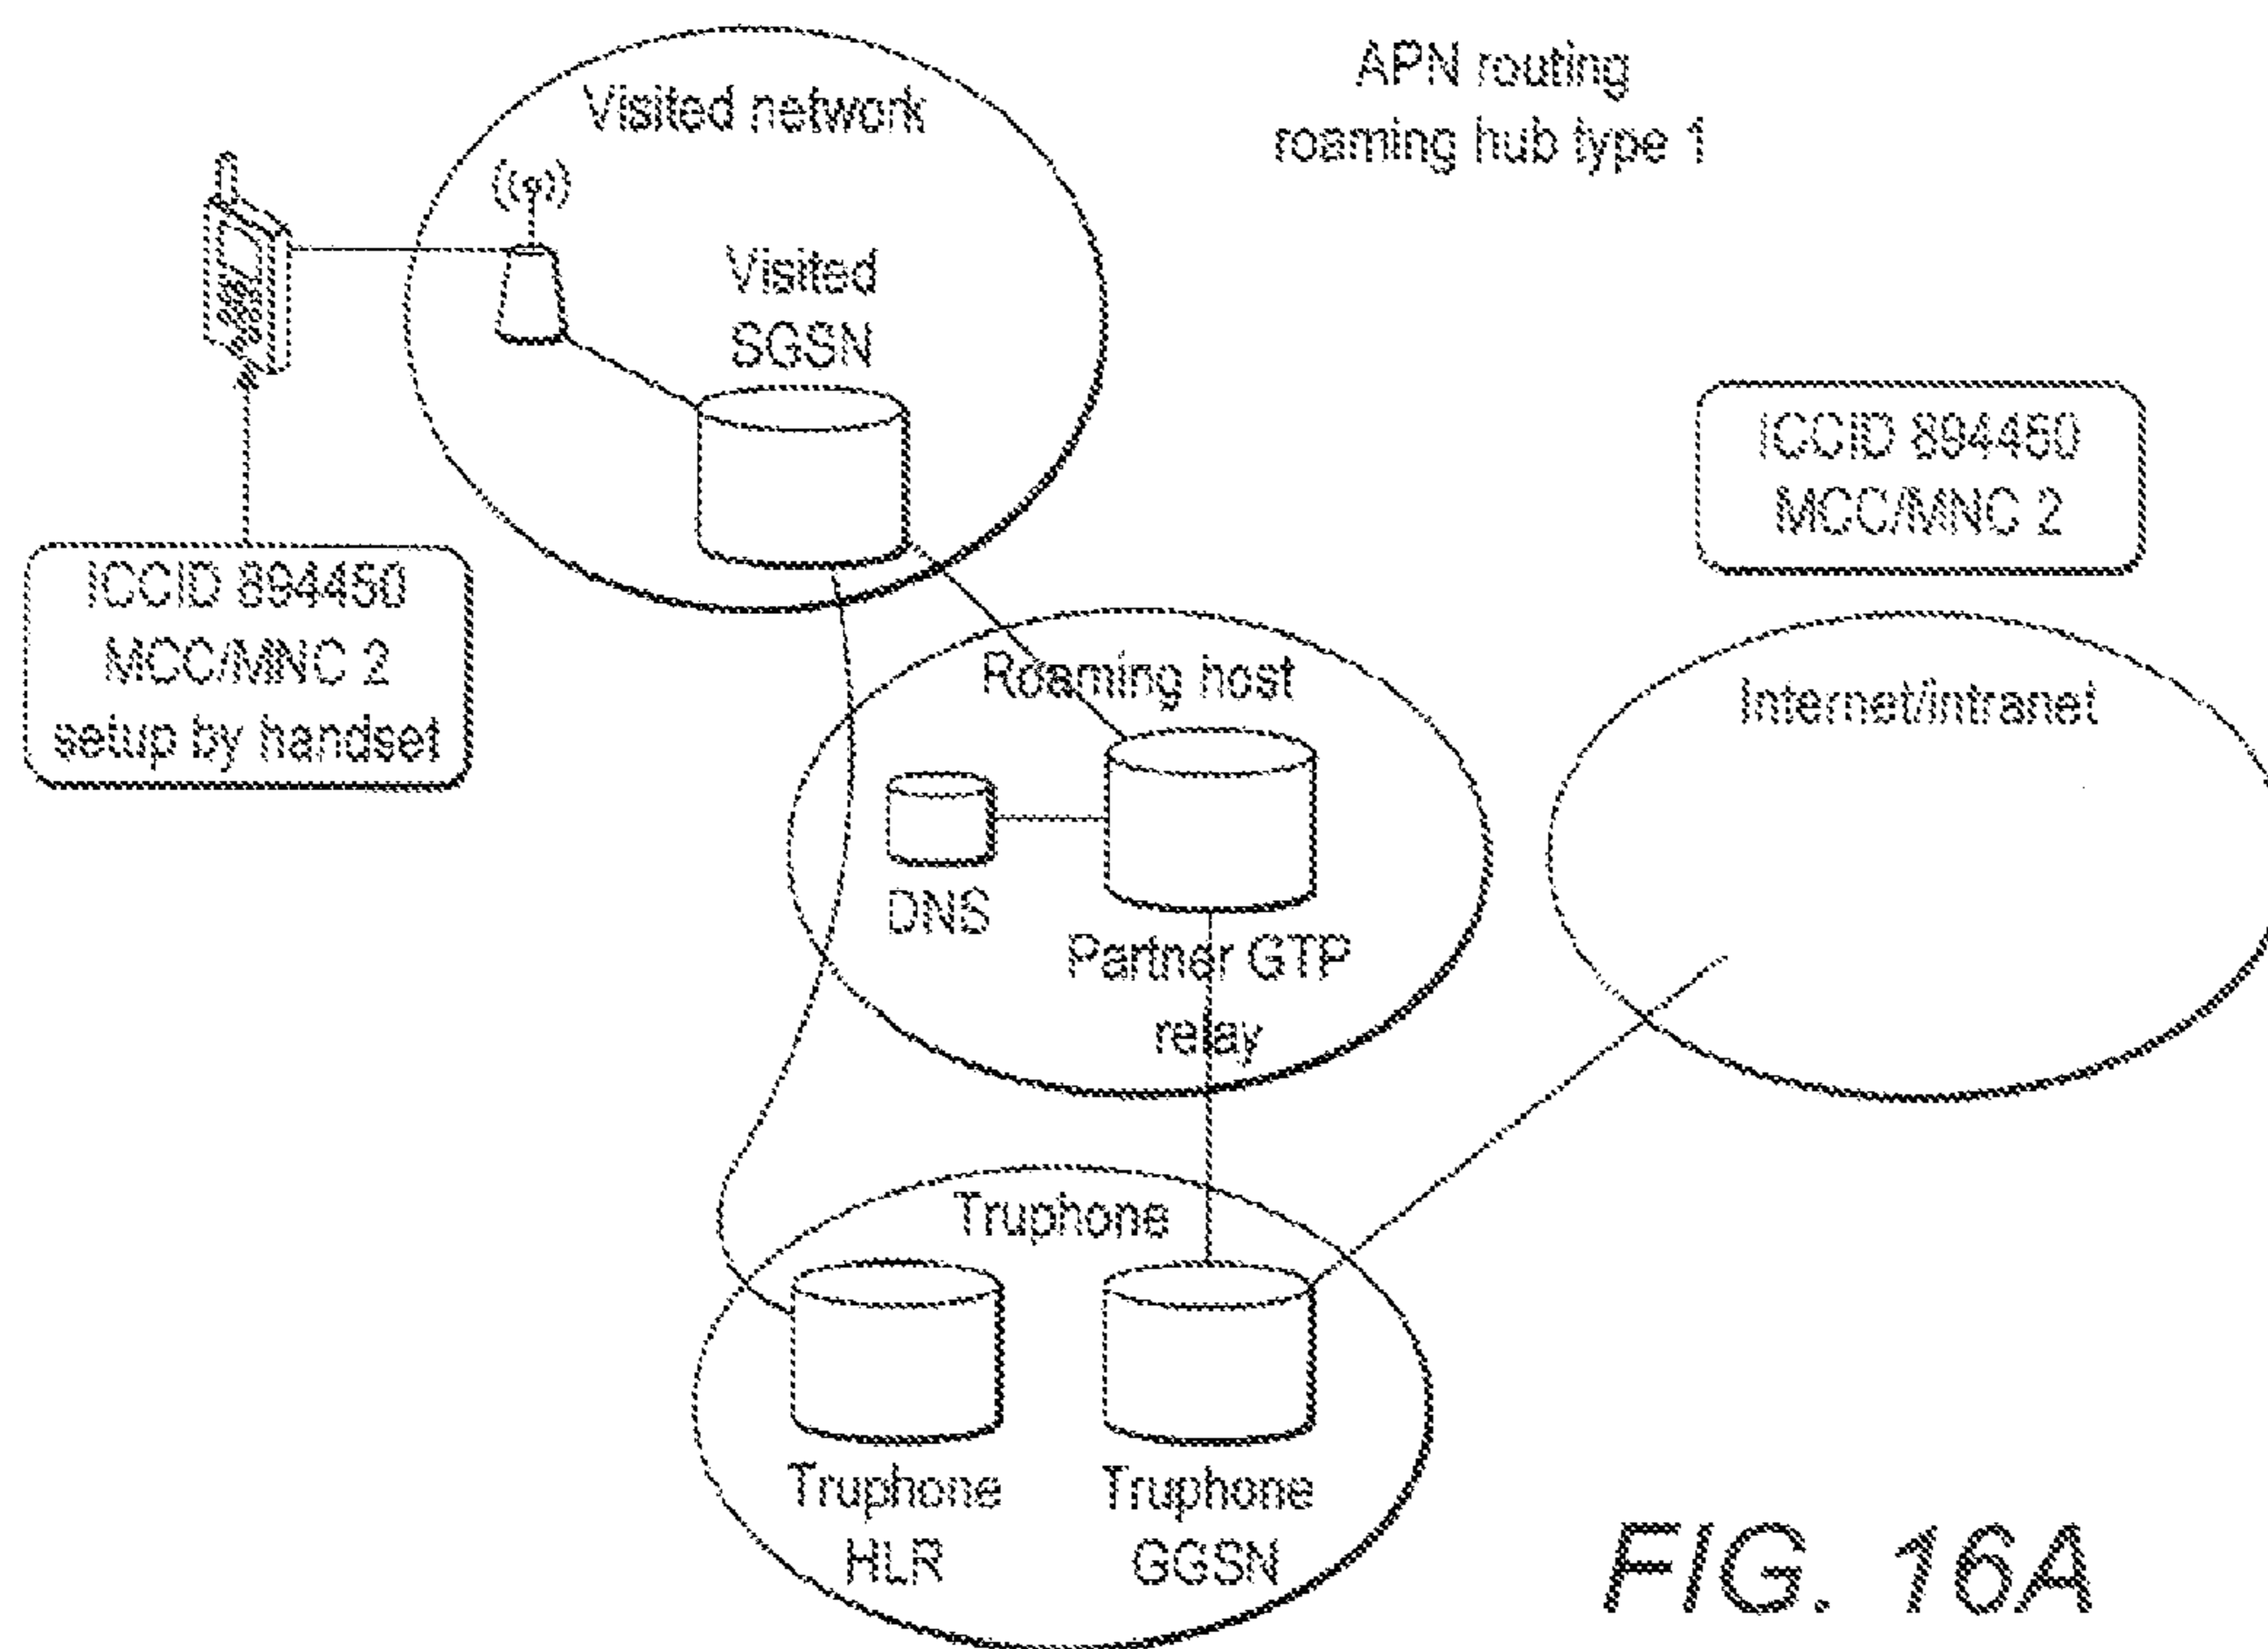 APN routing
roaming hub type 1
Visited network
Visited
SGSN
ICCID 894450
MCC/MNC 2
setup by handset
ICCID 894450
MCC/MNC 2
Roaming host
Internet/intranet
DNS
Partner GTP
relay
Truphone
Truphone
HLR
Truphone
GGSN
FIG. 16A